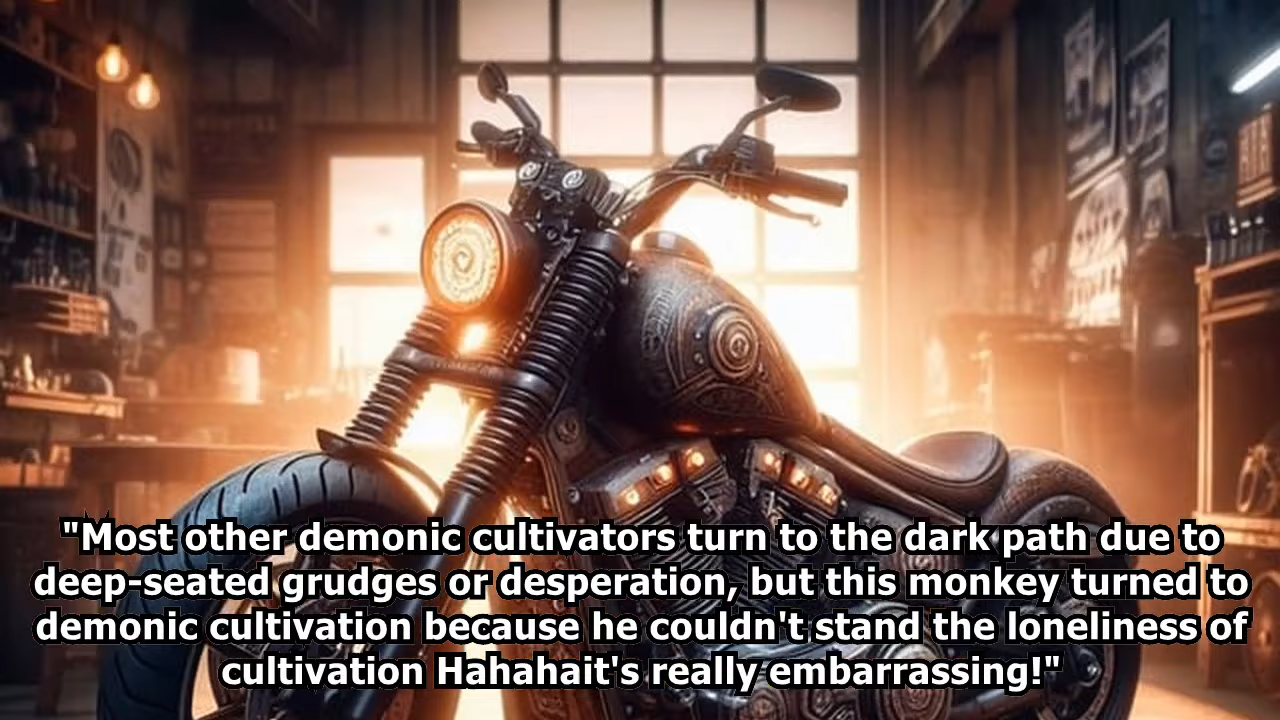 "Most other demonic cultivators turn to the dark path due to
deep-seated grudges or desperation, but this monkey turned to
demonic cultivation because he couldn't stand the loneliness of
cultivation Hahahait's really embarrassing!"